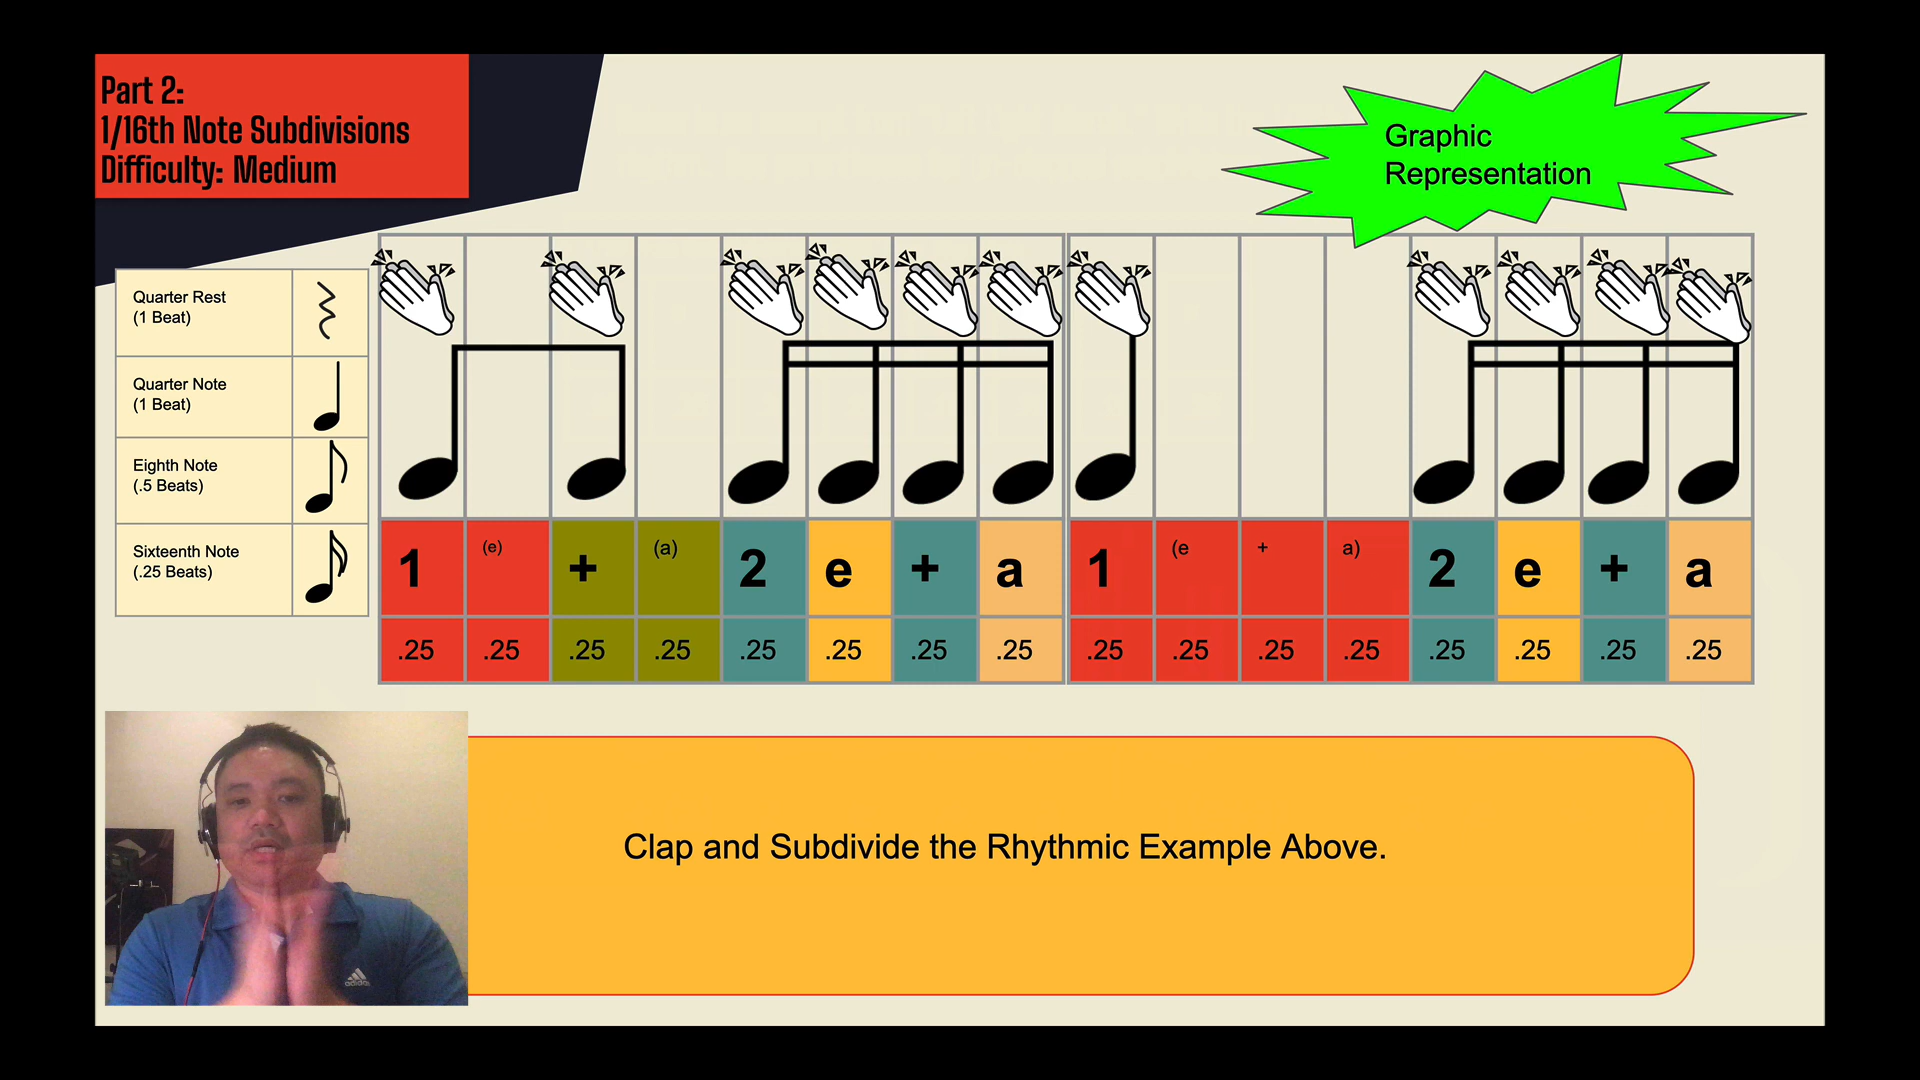 Part 2:
1/16th Note Subdivisions
Difficulty: Medium
Graphic
Representation
Quarter Rest
(1 Beat)
Quarter Note
(1 Beat)
Eighth Note
(.5 Beats)
Sixteenth Note
(.25 Beats)
1 (e) + (a) 2 e + a 1 (e + a) 2 e + a
.25 .25 .25 .25 .25 .25 .25 .25 .25 .25 .25 .25 .25 .25 .25 .25
Clap and Subdivide the Rhythmic Example Above.
adidas